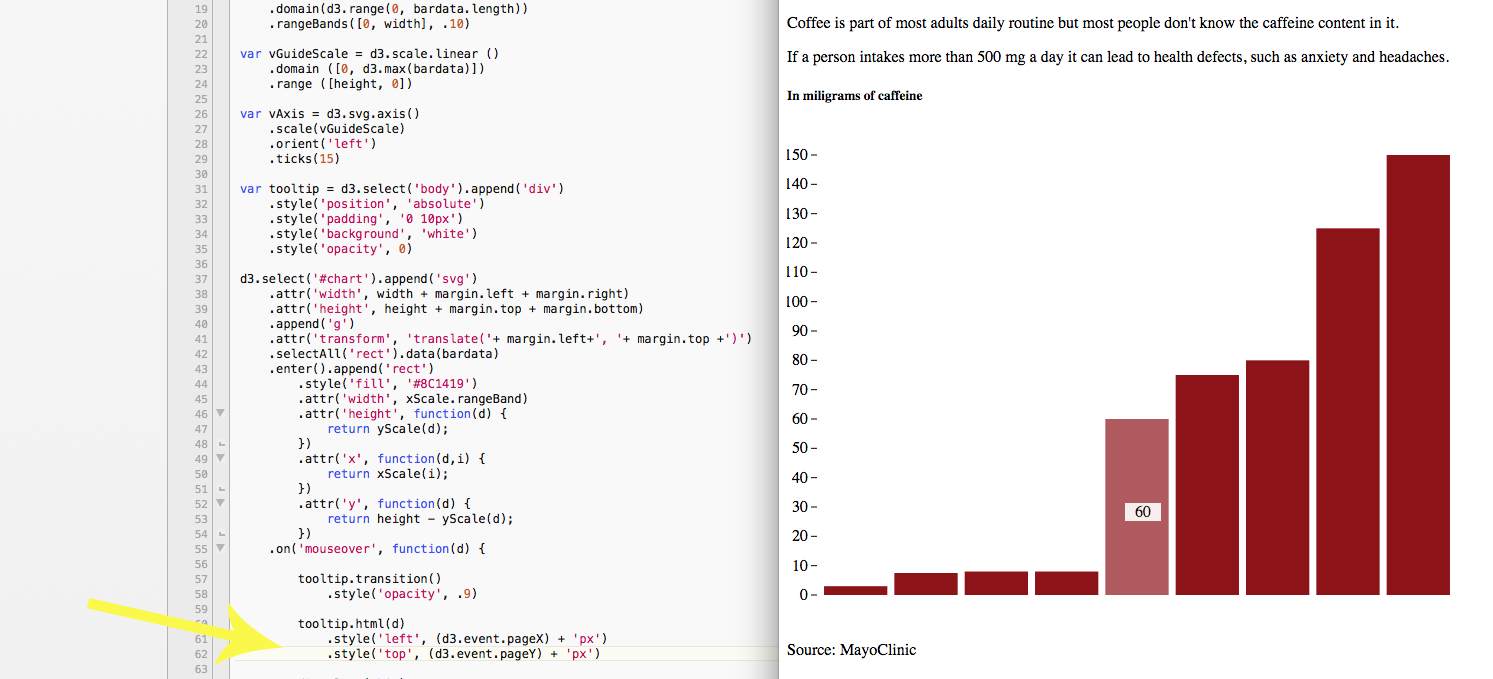 19 .domain(d3.range(0, bardata.length))
20 .rangeBands([0, width], .10)
21
22 var vGuideScale = d3.scale.linear ()
23 .domain ([0, d3.max(bardata)])
24 .range ([height, 0])
25
26 var vAxis = d3.svg.axis()
27 .scale(vGuideScale)
28 .orient('left')
29 .ticks(15)
30
31 var tooltip = d3.select('body').append('div')
32 .style('position', 'absolute')
33 .style('padding', '0 10px')
34 .style('background', 'white')
35 .style('opacity', 0)
36
37 d3.select('#chart').append('svg')
38 .attr('width', width + margin.left + margin.right)
39 .attr('height', height + margin.top + margin.bottom)
40 .append('g')
41 .attr('transform', 'translate('+ margin.left+', '+ margin.top +')')
42 .selectAll('rect').data(bardata)
43 .enter().append('rect')
44 .style('fill', '#8C1419')
45 .attr('width', xScale.rangeBand)
46 .attr('height', function(d) {
47 return yScale(d);
48 })
49 .attr('x', function(d,i) {
50 return xScale(i);
51 })
52 .attr('y', function(d) {
53 return height - yScale(d);
54 })
55 .on('mouseover', function(d) {
56
57 tooltip.transition()
58 .style('opacity', .9)
59
60 tooltip.html(d)
61 .style('left', (d3.event.pageX) + 'px')
62 .style('top', (d3.event.pageY) + 'px')
63
Coffee is part of most adults daily routine but most people don't know the caffeine content in it.
If a person intakes more than 500 mg a day it can lead to health defects, such as anxiety and headaches.
In miligrams of caffeine
150
140
130
120
110
100
90
80
70
60
50
40
30
20
10
0
60
Source: MayoClinic